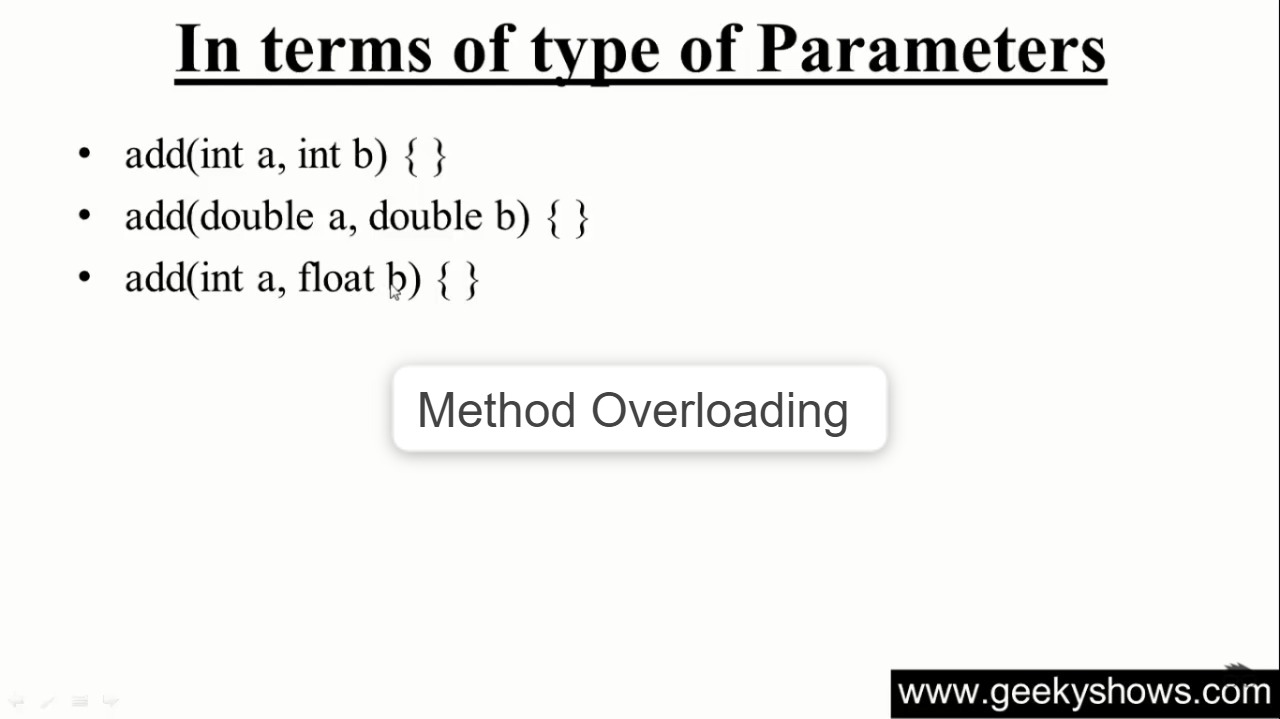 In terms of type of Parameters
• add(int a, int b) { }
• add(double a, double b) { }
• add(int a, float b) { }
Method Overloading
www.geekyshows.com